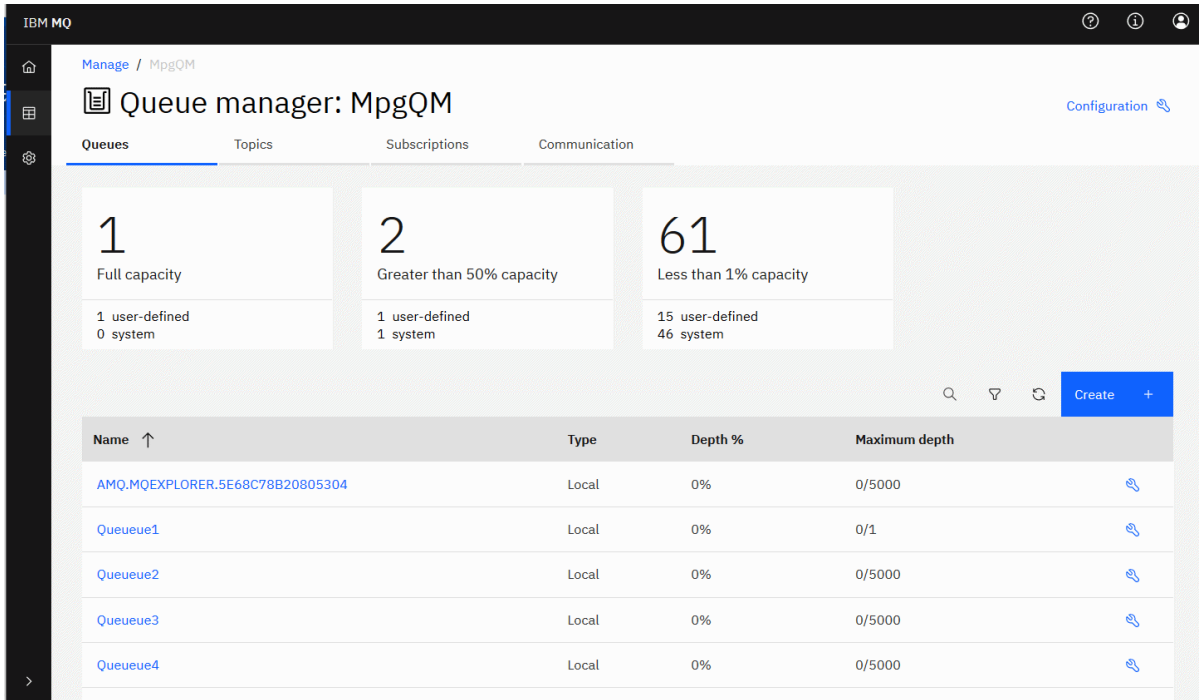 IBM MQ
Manage / MpgQM
Queue manager: MpgQM
Configuration
Queues Topics Subscriptions Communication
1 2 61
Full capacity Greater than 50% capacity Less than 1% capacity
1 user-defined 1 user-defined 15 user-defined
0 system 1 system 46 system
Create +
Name Type Depth % Maximum depth
AMQ.MQEXPLORER.5E68C78B20805304 Local 0% 0/5000
Queueue1 Local 0% 0/1
Queueue2 Local 0% 0/5000
Queueue3 Local 0% 0/5000
Queueue4 Local 0% 0/5000